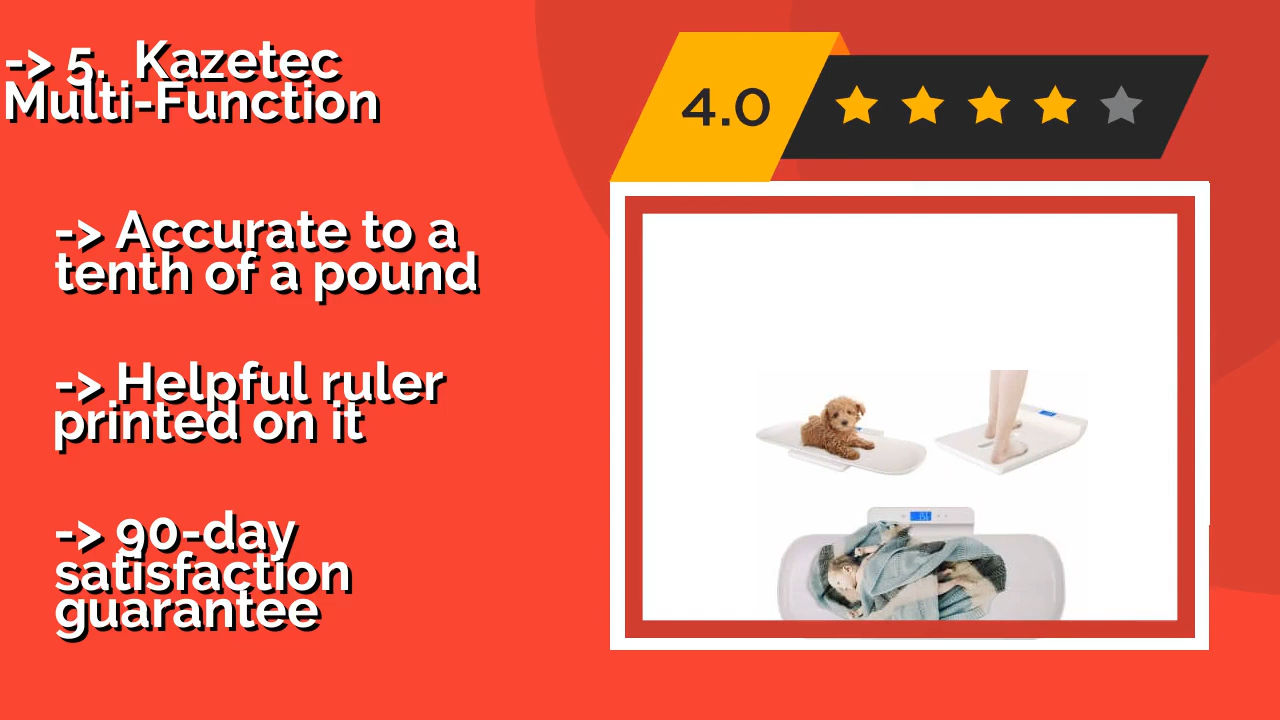 -> 5. Kazetec
Multi-Function
4.0
-> Accurate to a
tenth of a pound
-> Helpful ruler
printed on it
-> 90-day
satisfaction
guarantee